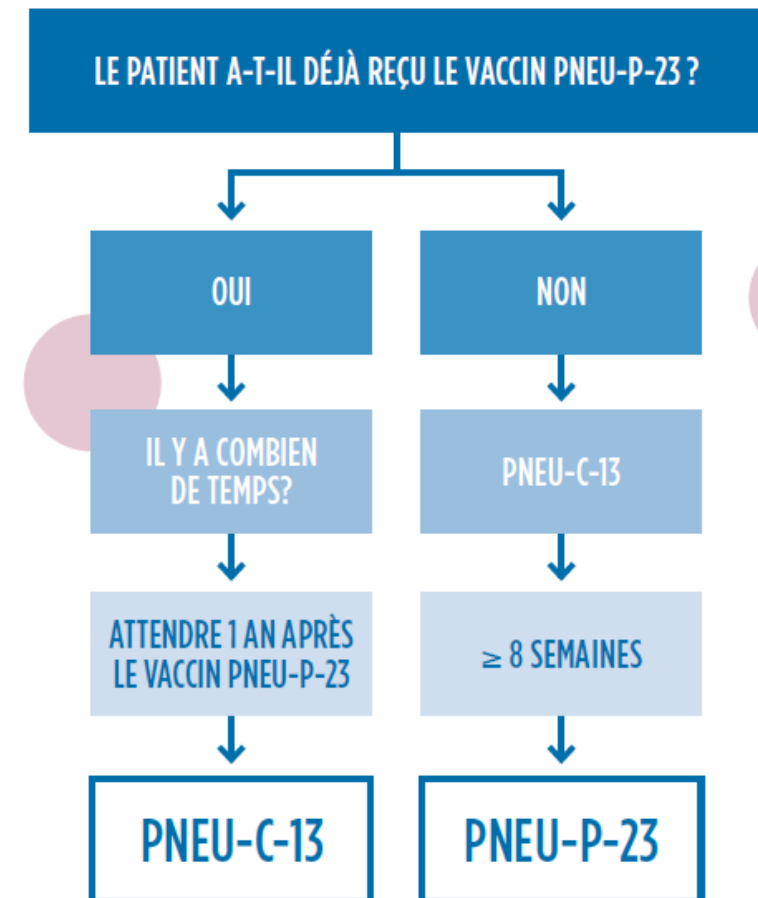 LE PATIENT A-T-IL DÉJÀ REÇU LE VACCIN PNEU-P-23 ?
OUI
NON
IL Y A COMBIEN
DE TEMPS?
PNEU-C-13
ATTENDRE 1 AN APRÈS
LE VACCIN PNEU-P-23
≥ 8 SEMAINES
PNEU-C-13
PNEU-P-23